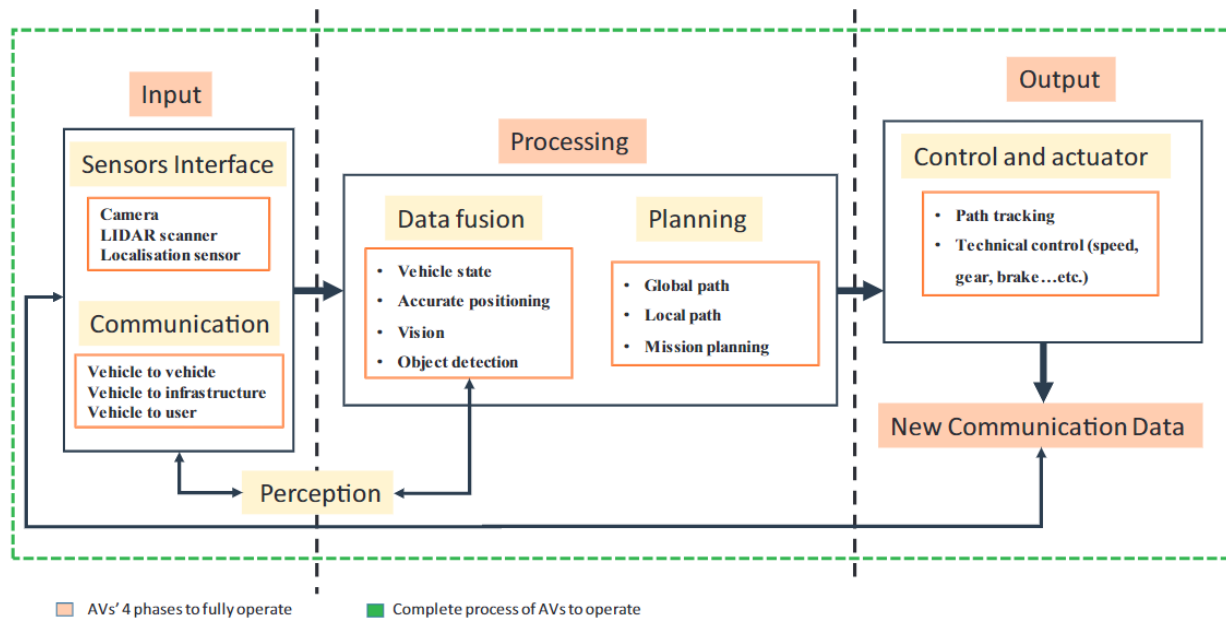 Input
Sensors Interface
Camera
LIDAR scanner
Localisation sensor
Communication
Vehicle to vehicle
Vehicle to infrastructure
Vehicle to user
Perception
Processing
Data fusion
• Vehicle state
• Accurate positioning
• Vision
• Object detection
Planning
• Global path
• Local path
• Mission planning
Output
Control and actuator
• Path tracking
• Technical control (speed,
gear, brake…etc.)
New Communication Data
AVs' 4 phases to fully operate
Complete process of AVs to operate